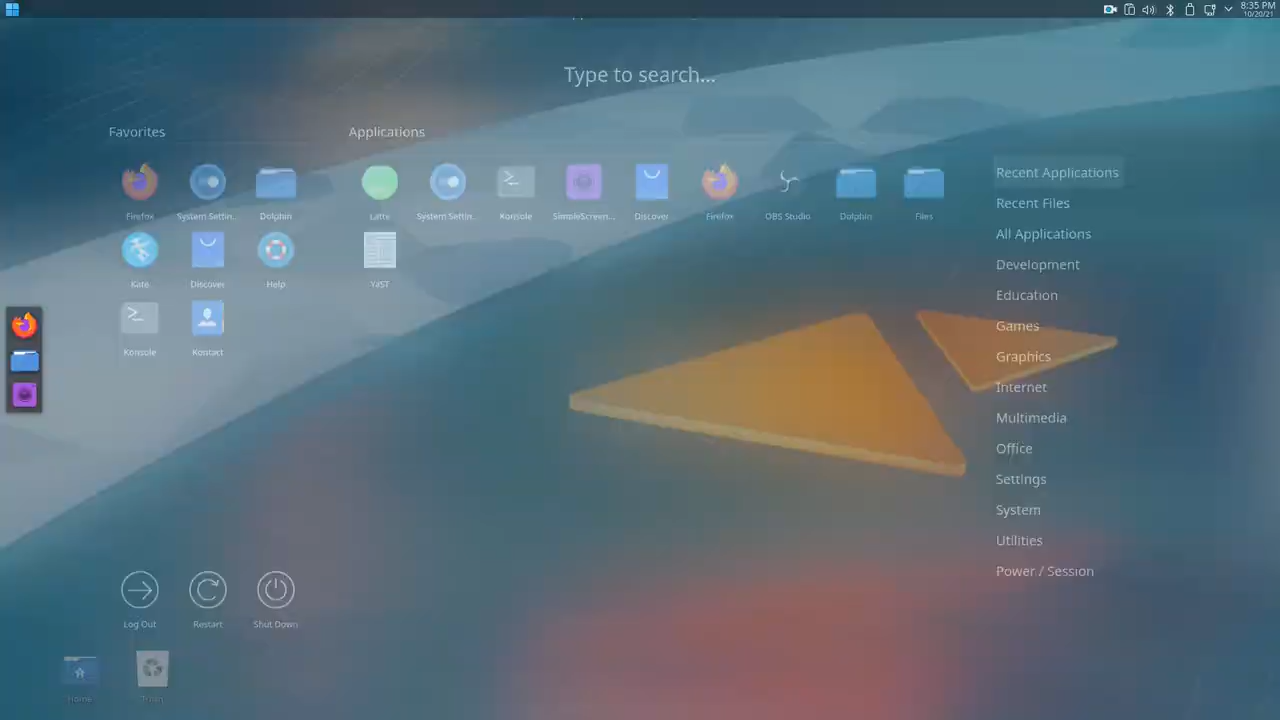 8:35 PM
10/20/21
Type to search...
Favorites
Applications
Firefox
System Settin...
Dolphin
Latte
System Settin...
Konsole
SimpleScreen...
Discover
Firefox
OBS Studio
Dolphin
Files
Kate
Discover
Help
YaST
Konsole
Kontact
Recent Applications
Recent Files
All Applications
Development
Education
Games
Graphics
Internet
Multimedia
Office
Settings
System
Utilities
Power / Session
Log Out
Restart
Shut Down
Home
Trash